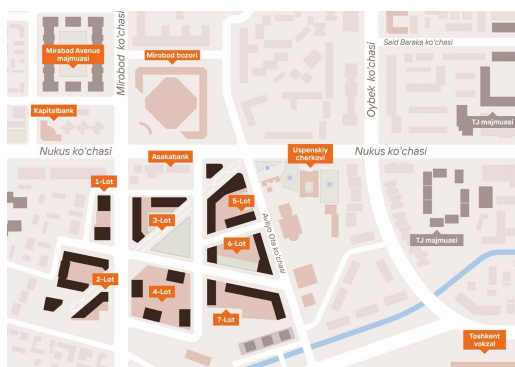 Mirobod ko'chasi
Said Baraka ko'chasi
Mirabad Avenue
majmuasi
Mirobod bozori
Oybek ko'chasi
Kapitalbank
TJ majmuasi
Nukus ko'chasi
Asakabank
Uspenskiy
cherkovi
Nukus ko'chasi
1-Lot
3-Lot
5-Lot
Avliyo Ota ko'chasi
6-Lot
TJ majmuasi
2-Lot
4-Lot
7-Lot
Toshkent
vokzal